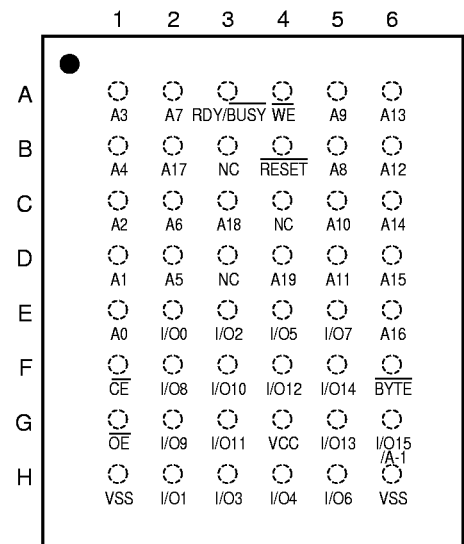 1 2 3 4 5 6
A
A3 A7 RDY/BUSY WE A9 A13
B
A4 A17 NC RESET A8 A12
C
A2 A6 A18 NC A10 A14
D
A1 A5 NC A19 A11 A15
E
A0 I/O0 I/O2 I/O5 I/O7 A16
F
CE I/O8 I/O10 I/O12 I/O14 BYTE
G
OE I/O9 I/O11 VCC I/O13 I/O15
/A-1
H
VSS I/O1 I/O3 I/O4 I/O6 VSS